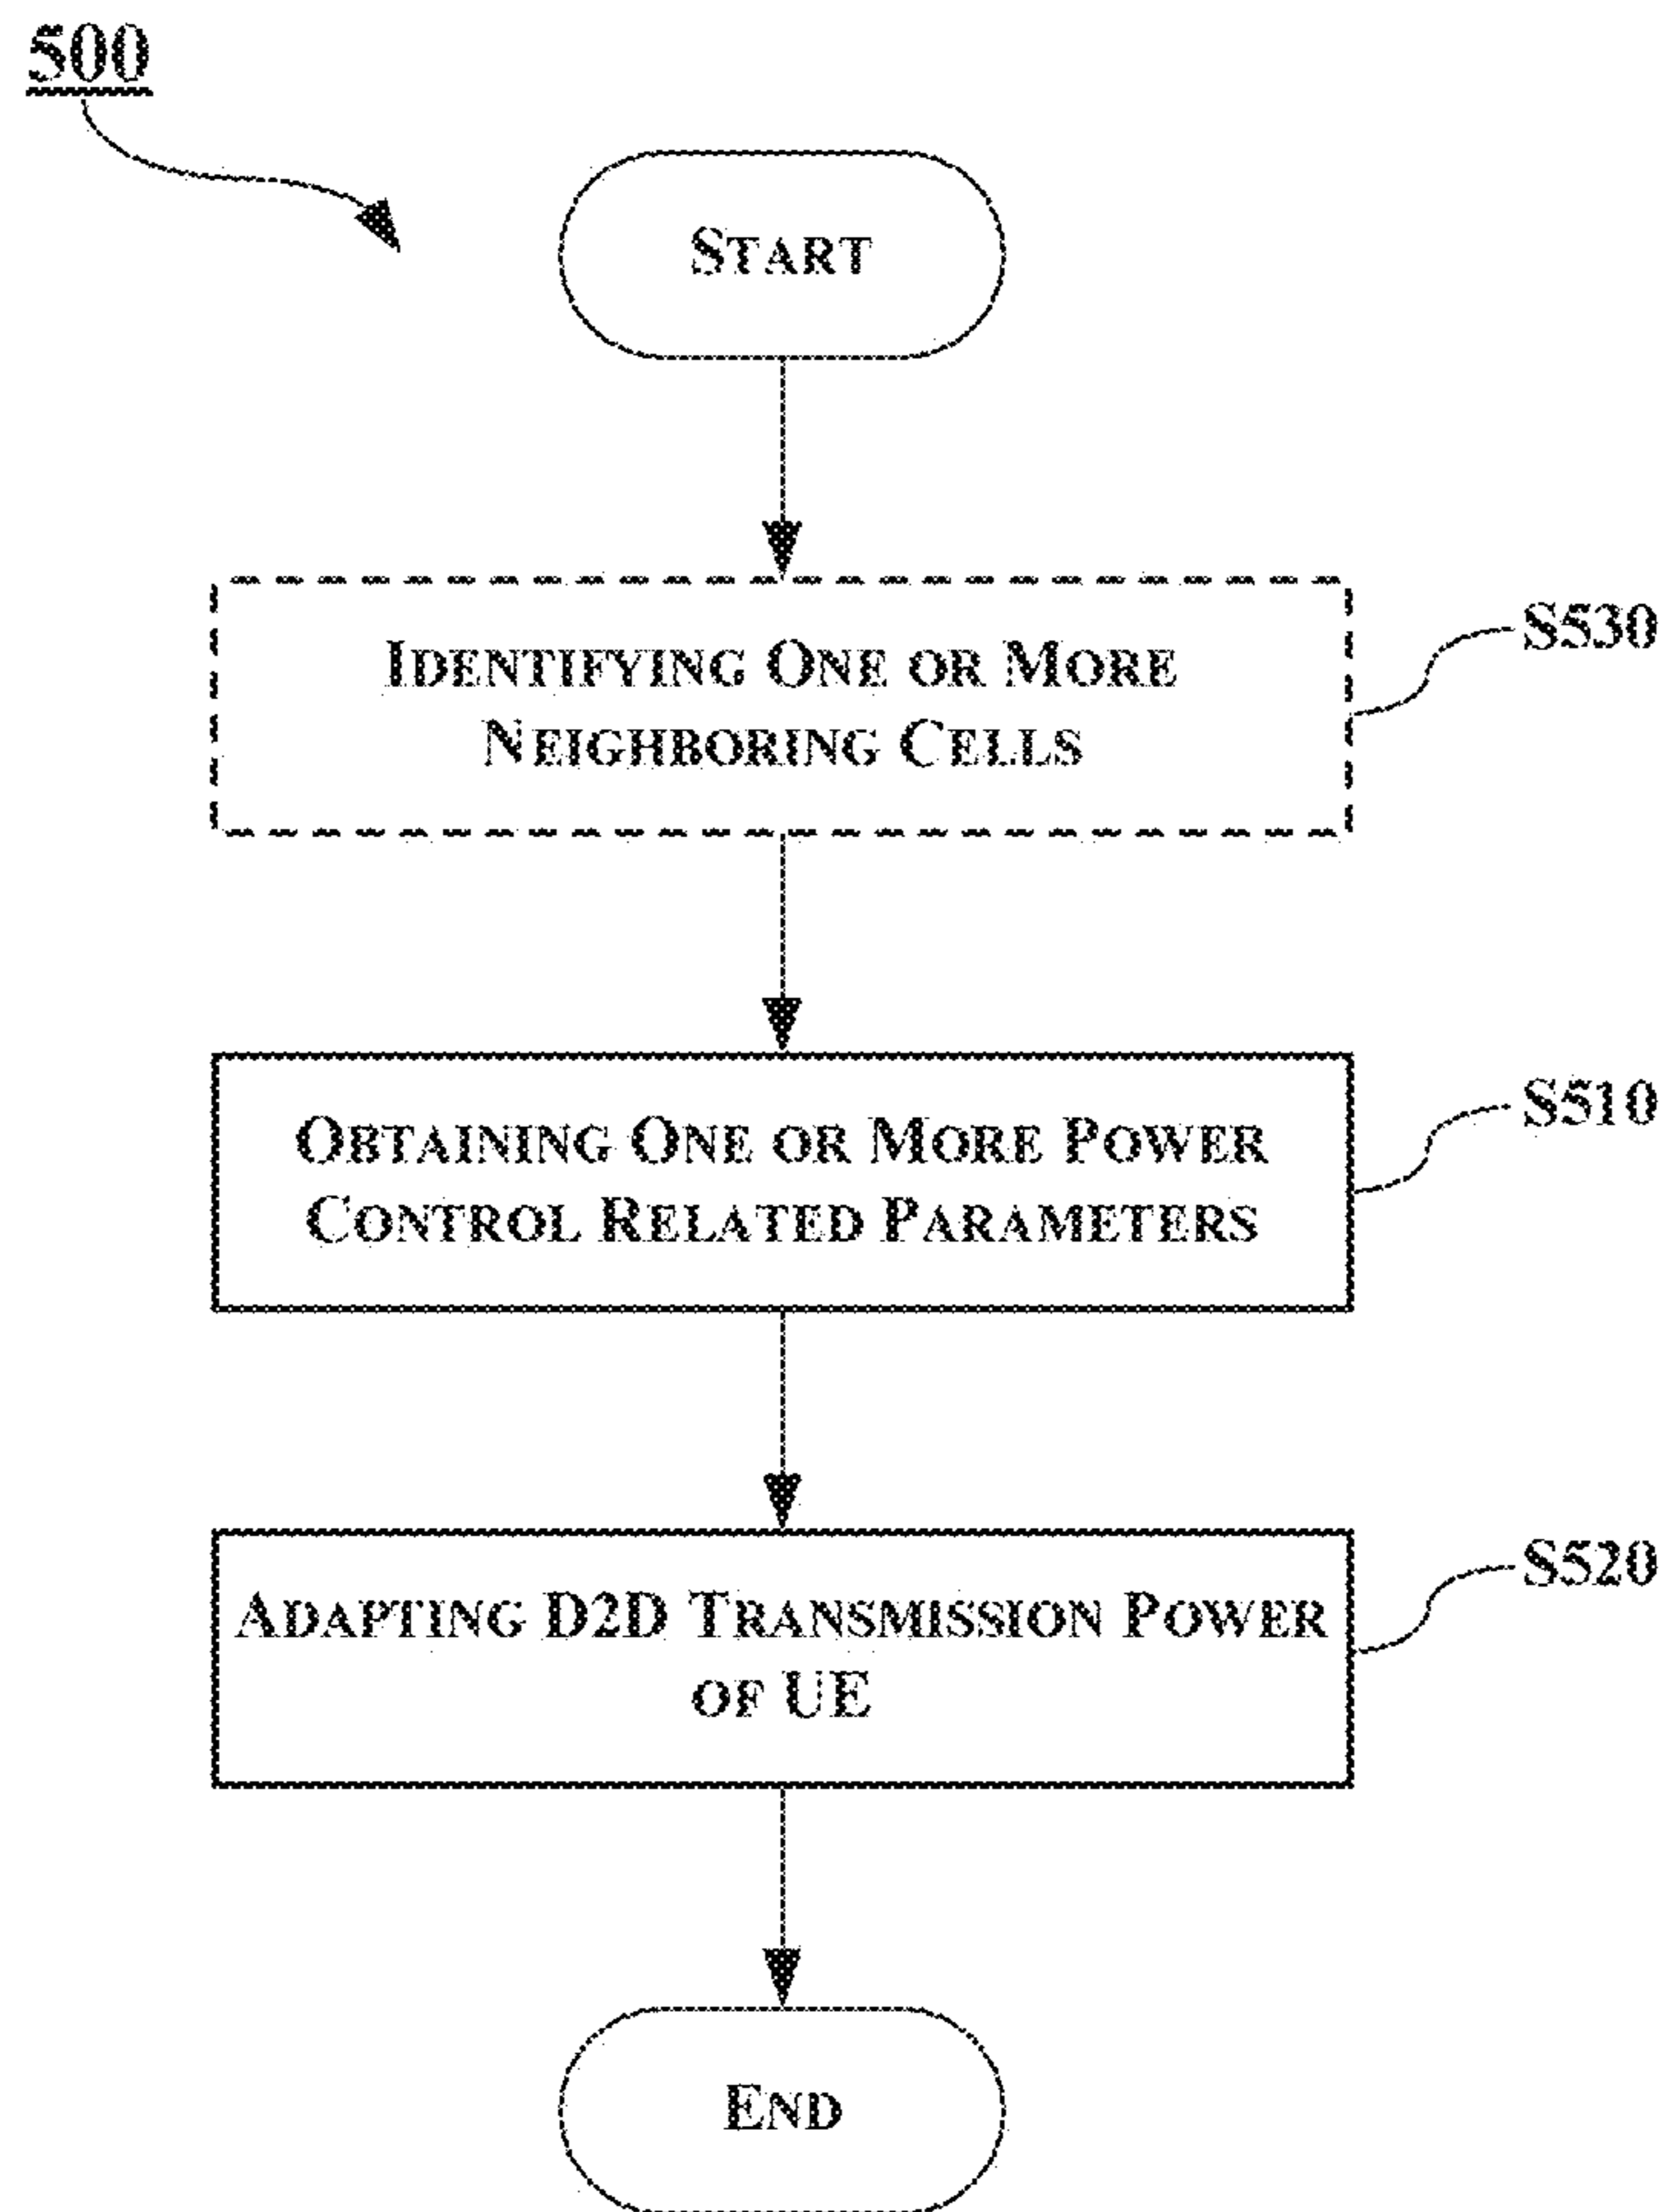 500
START
IDENTIFYING ONE OR MORE
NEIGHBORING CELLS
S530
OBTAINING ONE OR MORE POWER
CONTROL RELATED PARAMETERS
S510
ADAPTING D2D TRANSMISSION POWER
OF UE
S520
END